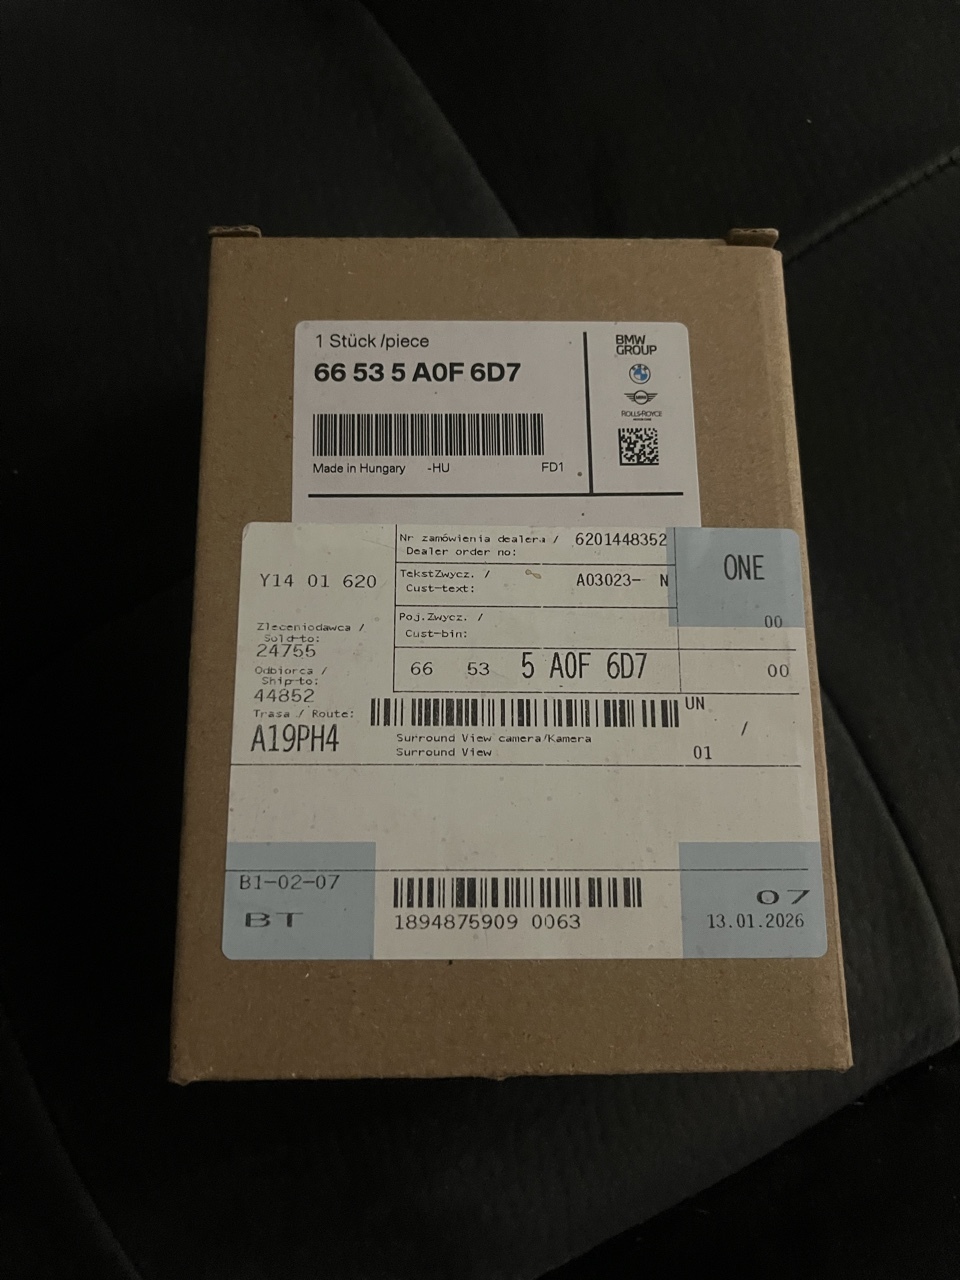 1 Stück /piece
66 53 5 A0F 6D7
Made in Hungary -HU FD1
BMW
GROUP
ROLLS-ROYCE
Nr zamówienia dealera / 6201448352
Dealer order no:
ONE
Y14 01 620
TekstZwycz. / A03023- N
Cust-text:
00
Poj.Zwycz. /
Cust-bin:
Zleceniodawca /
Sold-to:
24755
Odbiorca /
Ship-to:
44852
66 53 5 A0F 6D7 00
Trasa / Route:
A19PH4
UN
/
01
Surround View camera/Kamera
Surround View
B1-02-07
BT
1894875909 0063
07
13.01.2026